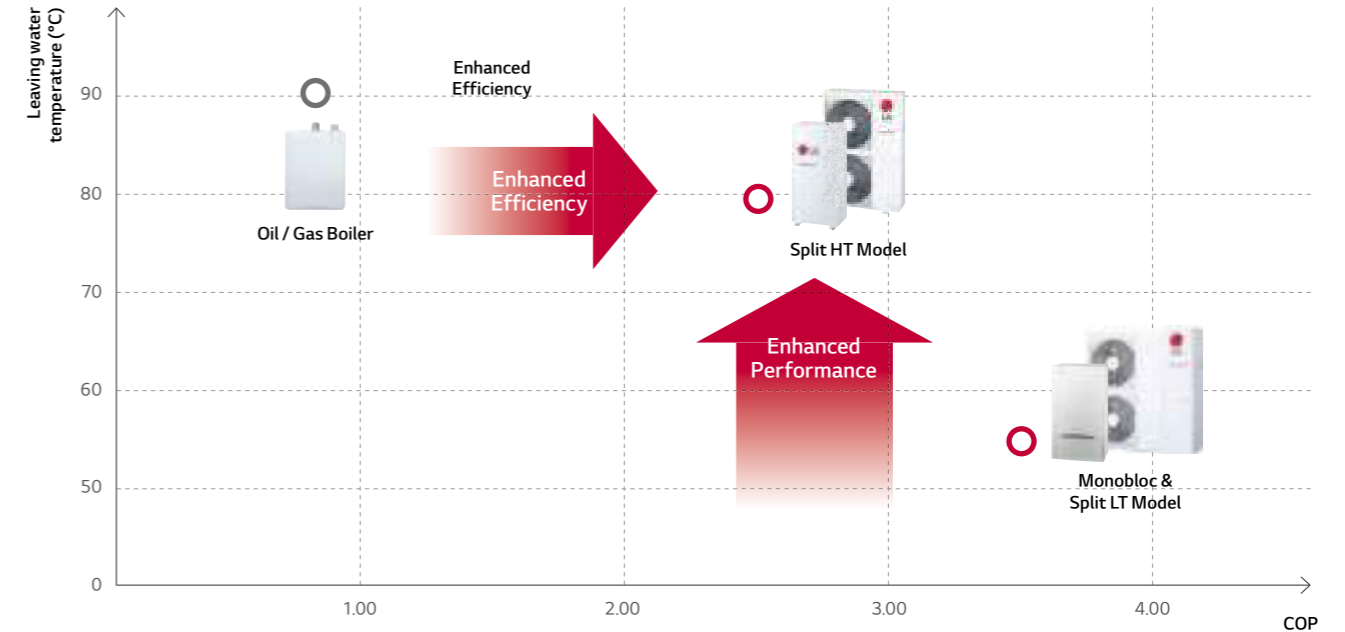 Leaving water
temperature (°C)
90
80
70
60
50
0
Enhanced
Efficiency
Enhanced
Efficiency
Oil / Gas Boiler
Split HT Model
Enhanced
Performance
Monobloc &
Split LT Model
1.00
2.00
3.00
4.00
COP